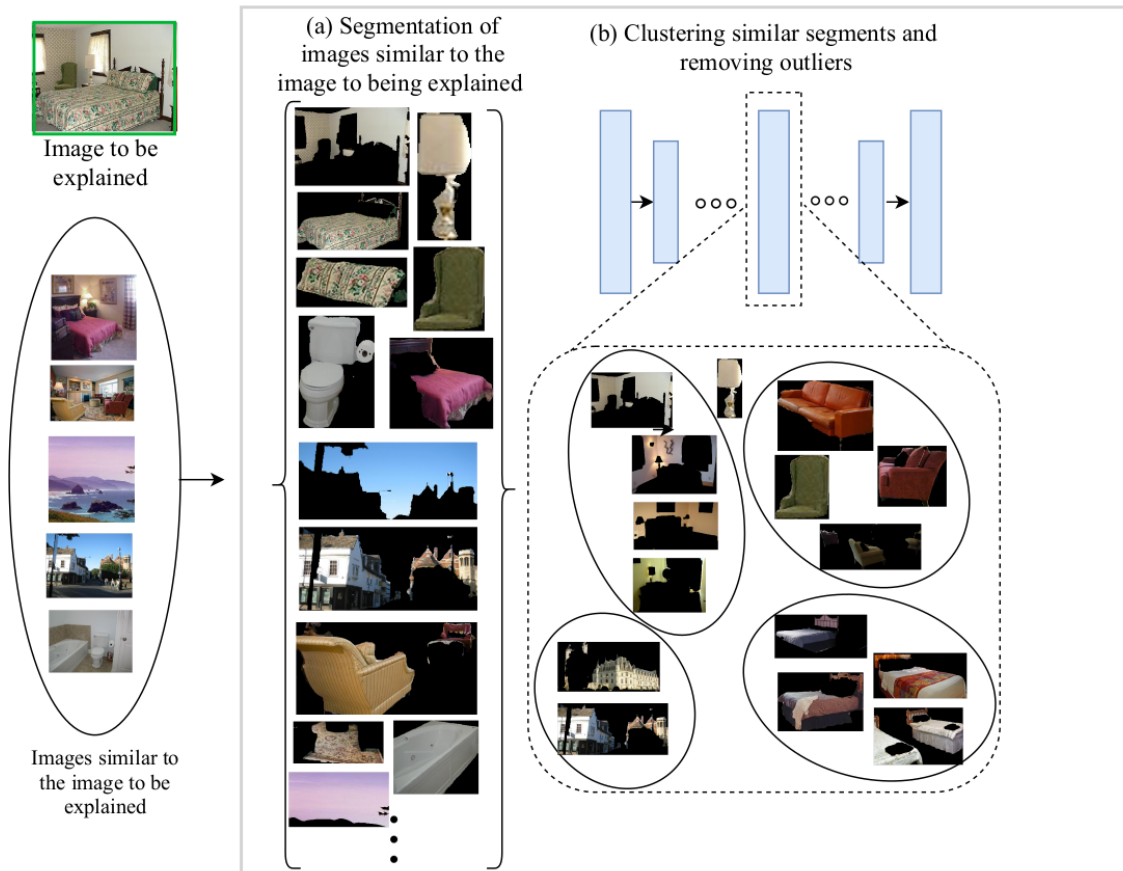 Image to be
explained
Images similar to
the image to be
explained
(a) Segmentation of
images similar to the
image to being explained
(b) Clustering similar segments and
removing outliers